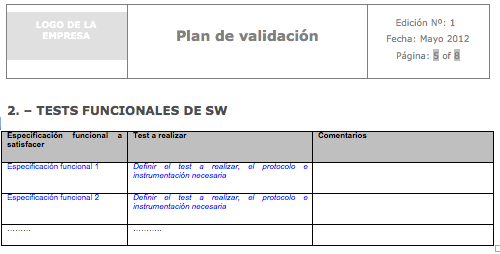 LOGO DE LA
EMPRESA
Plan de validación
Edición Nº: 1
Fecha: Mayo 2012
Página: 5 of 8
2. – TESTS FUNCIONALES DE SW
Especificación funcional a
satisfacer
Test a realizar
Comentarios
Especificación funcional 1
Definir el test a realizar, el protocolo e
instrumentación necesaria
Especificación funcional 2
Definir el test a realizar, el protocolo e
instrumentación necesaria
………
………..